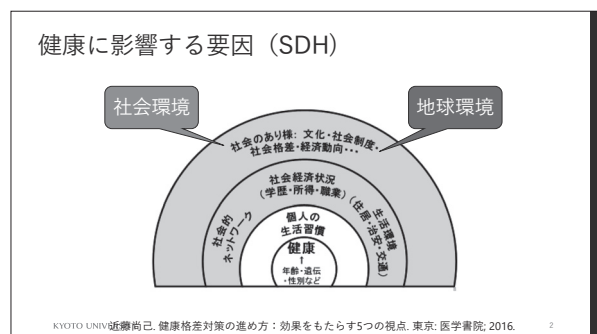 健康に影響する要因（SDH）
社会環境
地球環境
社会のあり様: 文化・社会制度・
社会格差・経済動向・・・
社会経済状況
（学歴・所得・職業）
社会的
ネットワーク
生活環境
（住居・治安・交通）
個人の
生活習慣
健康
↑
年齢・遺伝
・性別など
KYOTO UNIV
近藤尚己. 健康格差対策の進め方：効果をもたらす5つの視点. 東京: 医学書院; 2016.
2